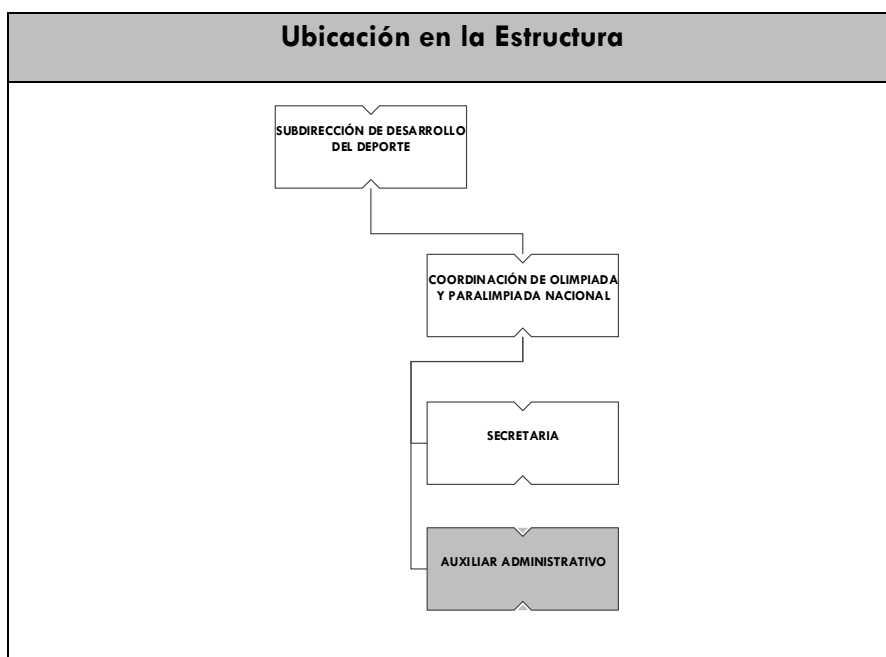 Ubicación en la Estructura
SUBDIRECCIÓN DE DESARROLLO
DEL DEPORTE
COORDINACIÓN DE OLIMPIADA
Y PARALIMPIADA NACIONAL
SECRETARIA
AUXILIAR ADMINISTRATIVO